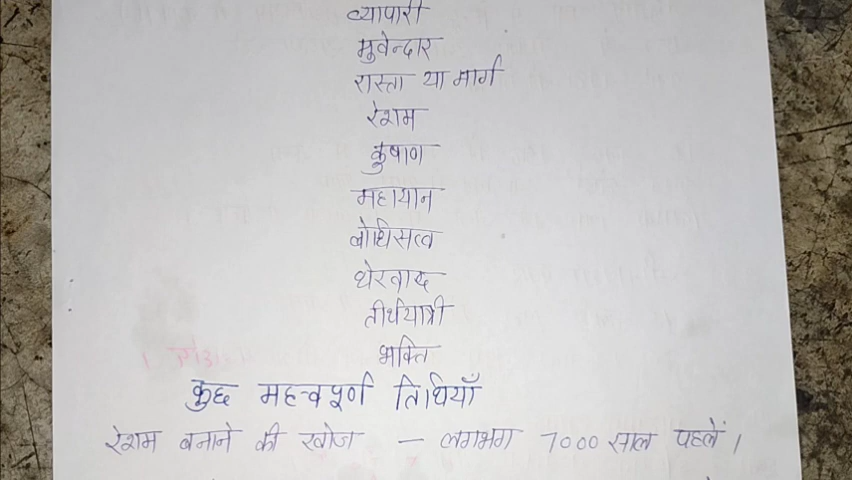 व्यापारी
मुवेन्दार
रास्ता या मार्ग
रेशम
कुषाण
महायान
बोधिसत्व
थेरवाद
तीर्थयात्री
भक्ति
कुछ महत्वपूर्ण तिथियाँ
रेशम बनाने की खोज – लगभग 7000 साल पहले।